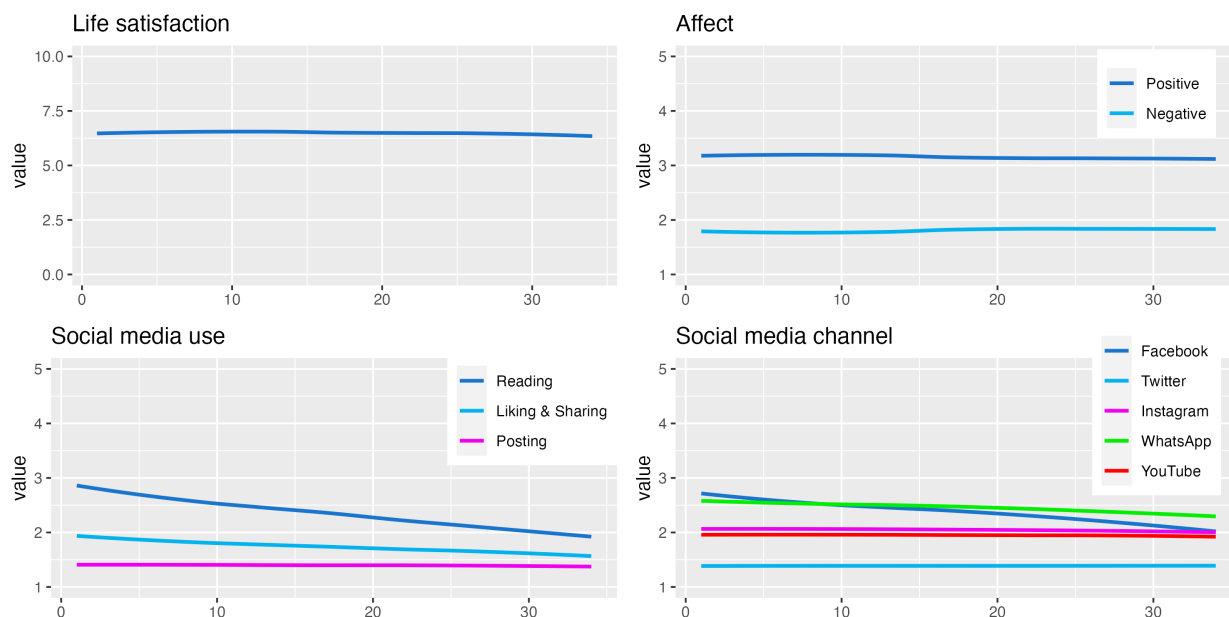 Life satisfaction
value
10.0
7.5
5.0
2.5
0.0
0
10
20
30
Affect
value
5
4
3
2
1
0
10
20
30
Positive
Negative
Social media use
value
5
4
3
2
1
0
10
20
30
Reading
Liking & Sharing
Posting
Social media channel
value
5
4
3
2
1
0
10
20
30
Facebook
Twitter
Instagram
WhatsApp
YouTube